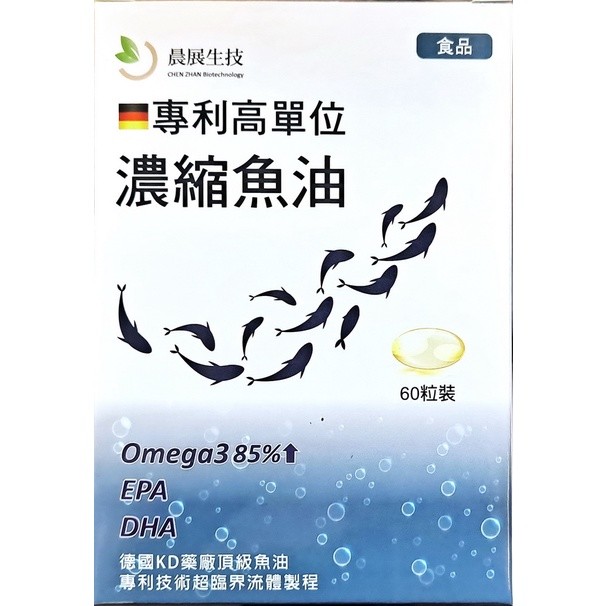 晨展生技
CHEN ZHAN Biotechnology
食品
專利高單位
濃縮魚油
60粒裝
Omega3 85%⬆
EPA
DHA
德國KD藥廠頂級魚油
專利技術超臨界流體製程